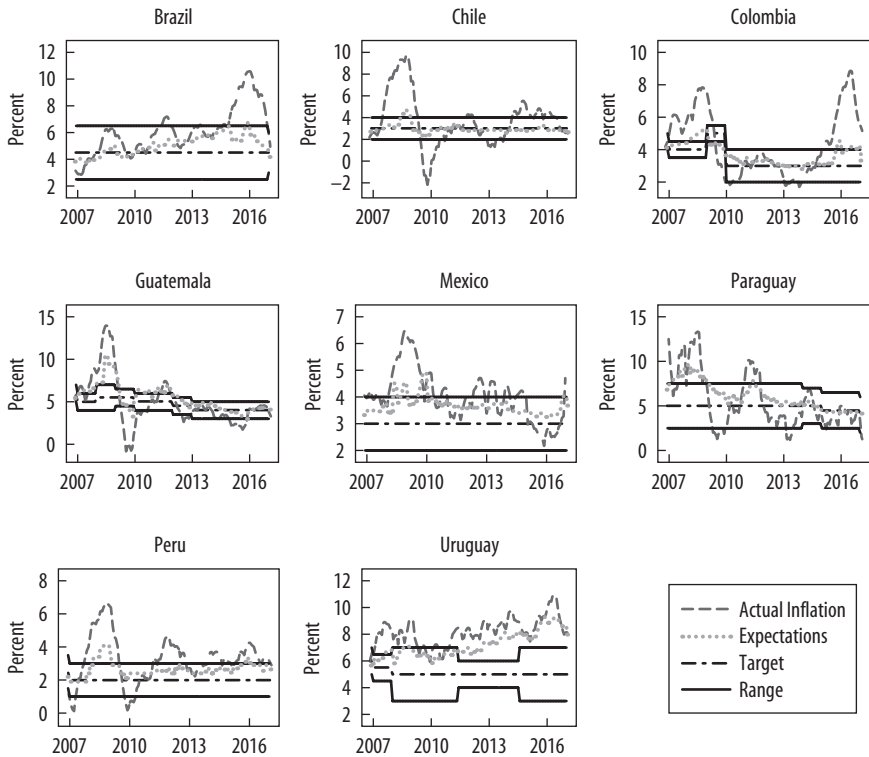 Brazil
Percent
12
10
8
6
4
2
2007 2010 2013 2016
Chile
Percent
10
8
6
4
2
0
−2
2007 2010 2013 2016
Colombia
Percent
10
8
6
4
2
2007 2010 2013 2016
Guatemala
Percent
15
10
5
0
2007 2010 2013 2016
Mexico
Percent
7
6
5
4
3
2
2007 2010 2013 2016
Paraguay
Percent
15
10
5
0
2007 2010 2013 2016
Peru
Percent
8
6
4
2
0
2007 2010 2013 2016
Uruguay
Percent
12
10
8
6
4
2
2007 2010 2013 2016
Actual Inflation
Expectations
Target
Range